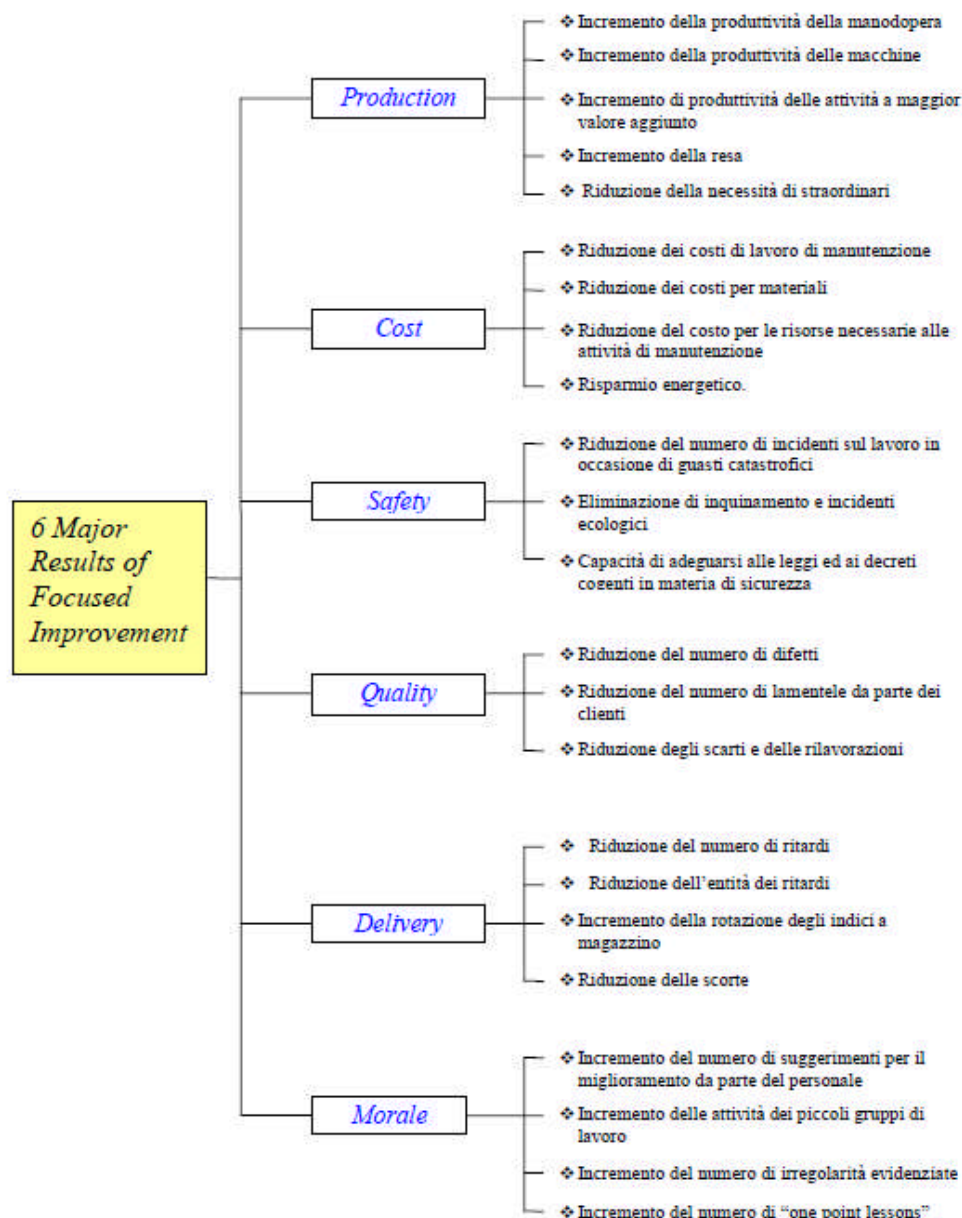 6 Major
Results of
Focused
Improvement
Production
❖ Incremento della produttività della manodopera
❖ Incremento della produttività delle macchine
❖ Incremento di produttività delle attività a maggior
valore aggiunto
❖ Incremento della resa
❖ Riduzione della necessità di straordinari
Cost
❖ Riduzione dei costi di lavoro di manutenzione
❖ Riduzione dei costi per materiali
❖ Riduzione del costo per le risorse necessarie alle
attività di manutenzione
❖ Risparmio energetico.
Safety
❖ Riduzione del numero di incidenti sul lavoro in
occasione di guasti catastrofici
❖ Eliminazione di inquinamento e incidenti
ecologici
❖ Capacità di adeguarsi alle leggi ed ai decreti
cogenti in materia di sicurezza
Quality
❖ Riduzione del numero di difetti
❖ Riduzione del numero di lamentele da parte dei
clienti
❖ Riduzione degli scarti e delle rilavorazioni
Delivery
❖ Riduzione del numero di ritardi
❖ Riduzione dell’entità dei ritardi
❖ Incremento della rotazione degli indici a
magazzino
❖ Riduzione delle scorte
Morale
❖ Incremento del numero di suggerimenti per il
miglioramento da parte del personale
❖ Incremento delle attività dei piccoli gruppi di
lavoro
❖ Incremento del numero di irregolarità evidenziate
❖ Incremento del numero di “one point lessons”